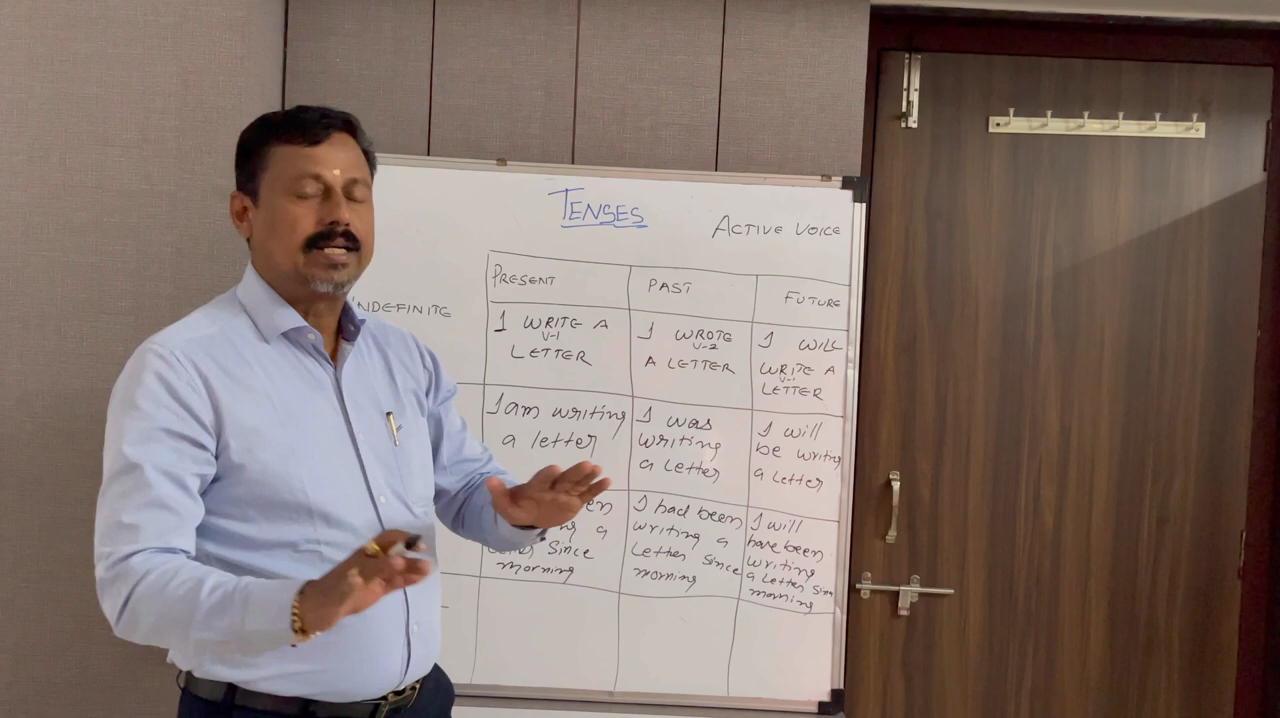 TENSES
ACTIVE VOICE
PRESENT
PAST
FUTURE
INDEFINITE
I WRITE A
V-1
LETTER
I WROTE
V-2
A LETTER
I WILL
WRITE A
V-1
LETTER
I am writing
a letter
I was
writing
a letter
I will
be writing
a letter
Since
morning
I had been
writing a
Letter Since
morning
I will
have been
writing
a letter Sin
morning